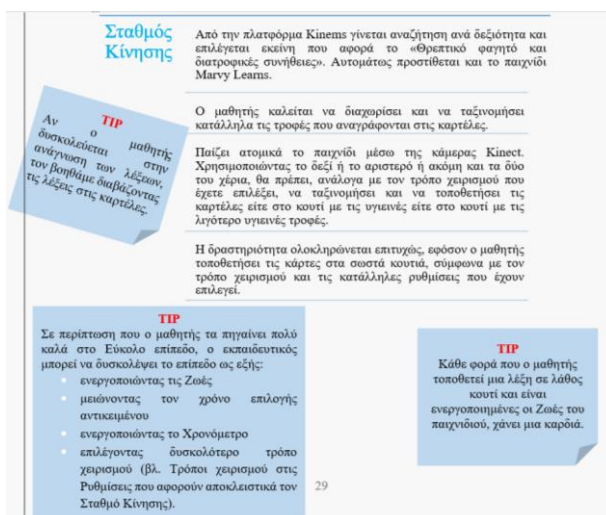 Σταθμός
Κίνησης
Από την πλατφόρμα Kinems γίνεται αναζήτηση ανά δεξιότητα και
επιλέγεται εκείνη που αφορά το «Θρεπτικό φαγητό και
διατροφικές συνήθειες». Αυτομάτως προστίθεται και το παιχνίδι
Marvy Learns.
Ο μαθητής καλείται να διαχωρίσει και να ταξινομήσει
κατάλληλα τις τροφές που αναγράφονται στις καρτέλες.
TIP
Αν ο μαθητής
δυσκολεύεται στην
ανάγνωση των λέξεων,
τον βοηθάμε διαβάζοντας
τις λέξεις στις καρτέλες.
Παίζει ατομικά το παιχνίδι μέσω της κάμερας Kinect.
Χρησιμοποιώντας το δεξί ή το αριστερό ή ακόμη και τα δύο
του χέρια, θα πρέπει, ανάλογα με τον τρόπο χειρισμού που
έχετε επιλέξει, να ταξινομήσει και να τοποθετήσει τις
καρτέλες είτε στο κουτί με τις υγιεινές είτε στο κουτί με τις
λιγότερο υγιεινές τροφές.
Η δραστηριότητα ολοκληρώνεται επιτυχώς, εφόσον ο μαθητής
τοποθετήσει τις κάρτες στα σωστά κουτιά, σύμφωνα με τον
τρόπο χειρισμού και τις κατάλληλες ρυθμίσεις που έχουν
επιλεγεί.
TIP
Σε περίπτωση που ο μαθητής τα πηγαίνει πολύ
καλά στο Εύκολο επίπεδο, ο εκπαιδευτικός
μπορεί να δυσκολέψει το επίπεδο ως εξής:
ενεργοποιώντας τις Ζωές
μειώνοντας τον χρόνο επιλογής
αντικειμένου
ενεργοποιώντας το Χρονόμετρο
επιλέγοντας δυσκολότερο τρόπο
χειρισμού (βλ. Τρόποι χειρισμού στις
Ρυθμίσεις που αφορούν αποκλειστικά τον
Σταθμό Κίνησης).
TIP
Κάθε φορά που ο μαθητής
τοποθετεί μια λέξη σε λάθος
κουτί και είναι
ενεργοποιημένες οι Ζωές του
παιχνιδιού, χάνει μια καρδιά.
29